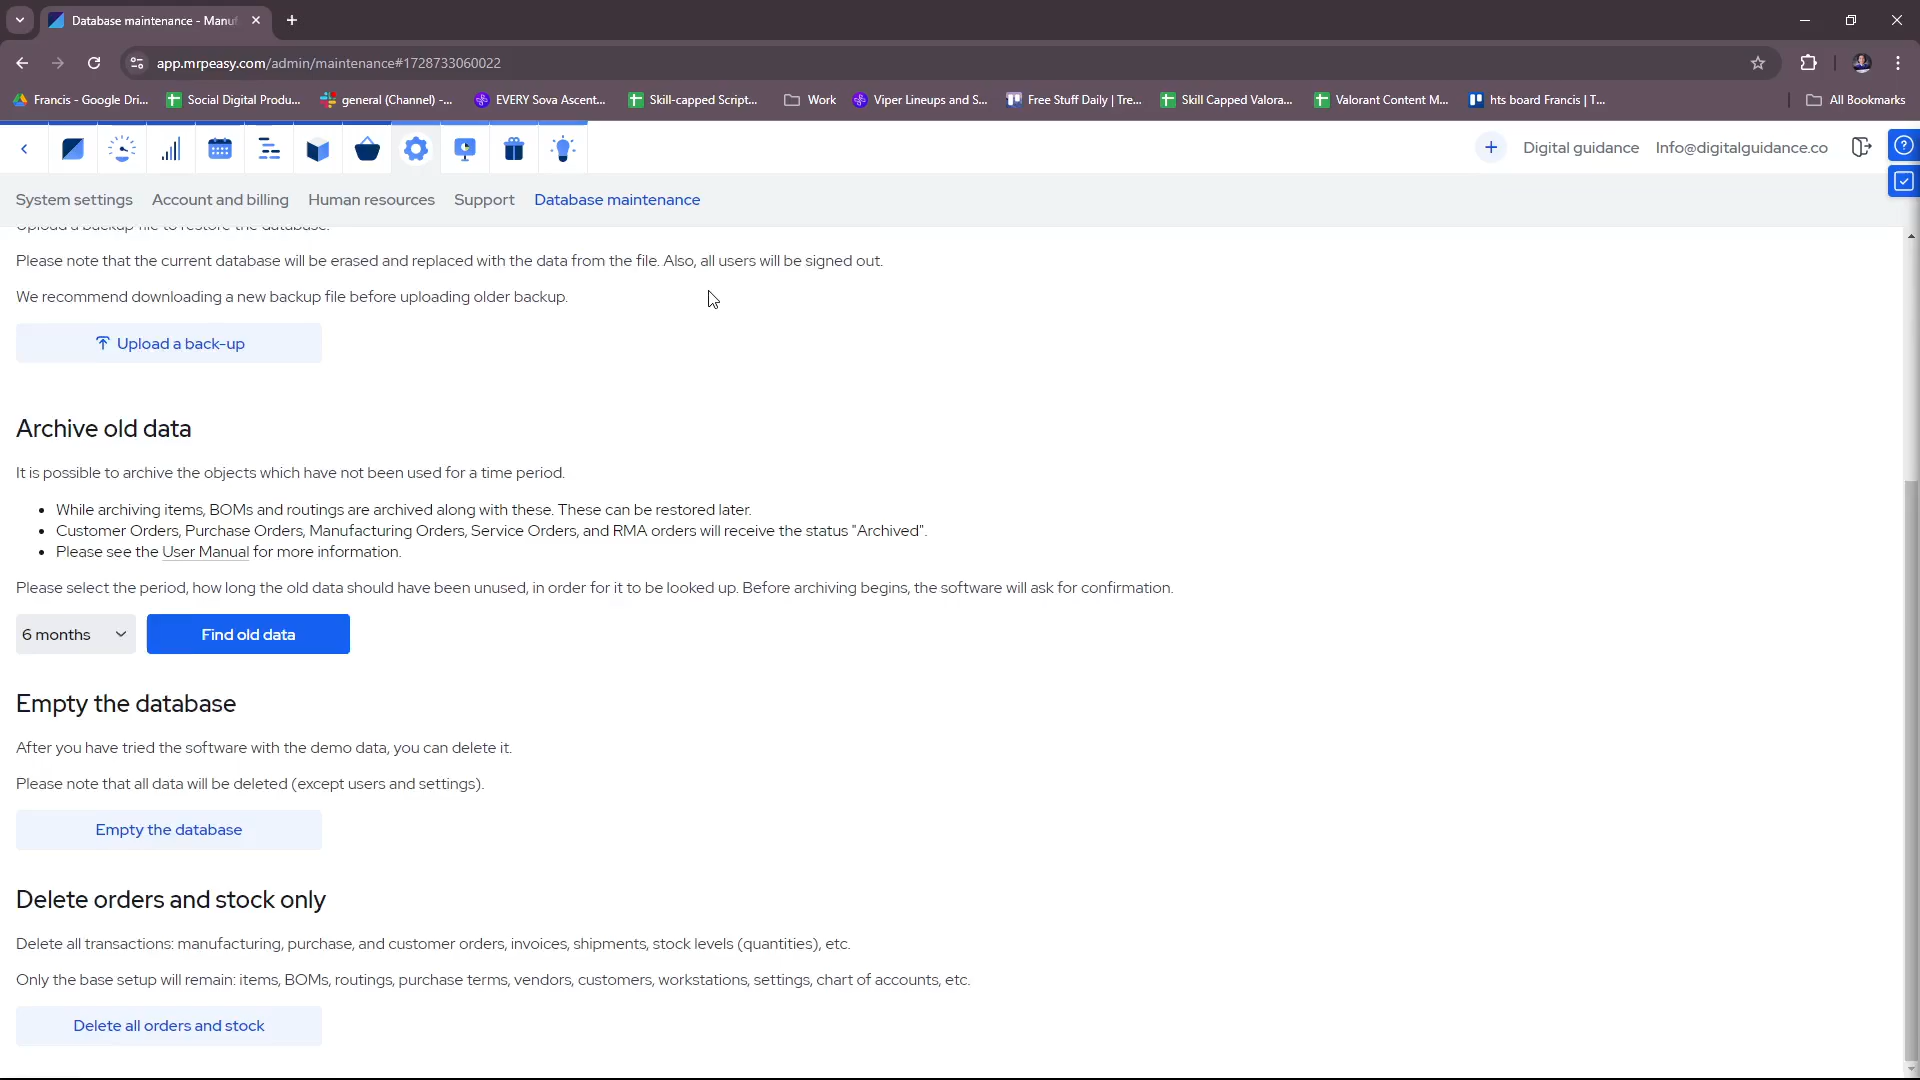 Database maintenance - Manuf
app.mrpeasy.com/admin/maintenance#1728733060022
Francis - Google Dri...
Social Digital Produ...
general (Channel) -...
EVERY Sova Ascent...
Skill-capped Script...
Work
Viper Lineups and S...
Free Stuff Daily | Tre...
Skill Capped Valora...
Valorant Content M...
hts board Francis | T...
All Bookmarks
Digital guidance
Info@digitalguidance.co
System settings
Account and billing
Human resources
Support
Database maintenance
Upload a backup file to restore the database.
Please note that the current database will be erased and replaced with the data from the file. Also, all users will be signed out.
We recommend downloading a new backup file before uploading older backup.
Upload a back-up
Archive old data
It is possible to archive the objects which have not been used for a time period.
• While archiving items, BOMs and routings are archived along with these. These can be restored later.
• Customer Orders, Purchase Orders, Manufacturing Orders, Service Orders, and RMA orders will receive the status "Archived".
• Please see the User Manual for more information.
Please select the period, how long the old data should have been unused, in order for it to be looked up. Before archiving begins, the software will ask for confirmation.
6 months
Find old data
Empty the database
After you have tried the software with the demo data, you can delete it.
Please note that all data will be deleted (except users and settings).
Empty the database
Delete orders and stock only
Delete all transactions: manufacturing, purchase, and customer orders, invoices, shipments, stock levels (quantities), etc.
Only the base setup will remain: items, BOMs, routings, purchase terms, vendors, customers, workstations, settings, chart of accounts, etc.
Delete all orders and stock